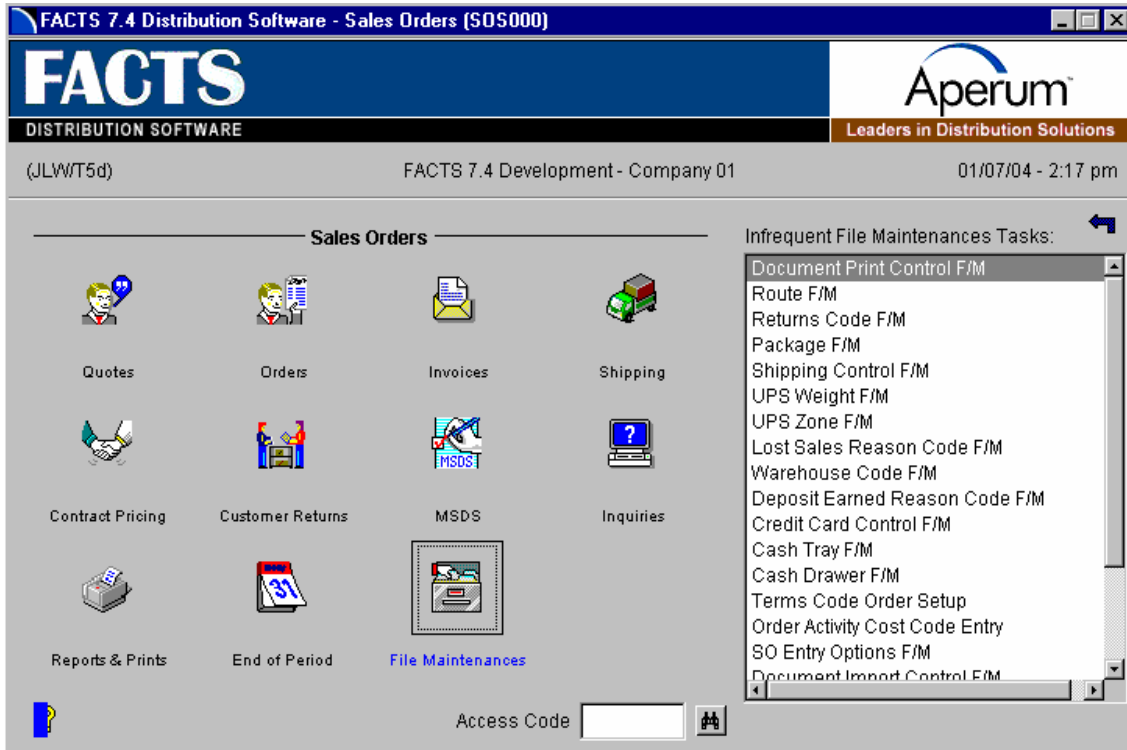 FACTS 7.4 Distribution Software - Sales Orders (SOS000)
FACTS
DISTRIBUTION SOFTWARE
Aperum™
Leaders in Distribution Solutions
(JLW/T5d)
FACTS 7.4 Development - Company 01
01/07/04 - 2:17 pm
Sales Orders
Quotes
Orders
Invoices
Shipping
MSDS
Contract Pricing
Customer Returns
MSDS
Inquiries
31
Reports & Prints
End of Period
File Maintenances
Access Code
Infrequent File Maintenances Tasks:
Document Print Control F/M
Route F/M
Returns Code F/M
Package F/M
Shipping Control F/M
UPS Weight F/M
UPS Zone F/M
Lost Sales Reason Code F/M
Warehouse Code F/M
Deposit Earned Reason Code F/M
Credit Card Control F/M
Cash Tray F/M
Cash Drawer F/M
Terms Code Order Setup
Order Activity Cost Code Entry
SO Entry Options F/M
Document Import Control F/M